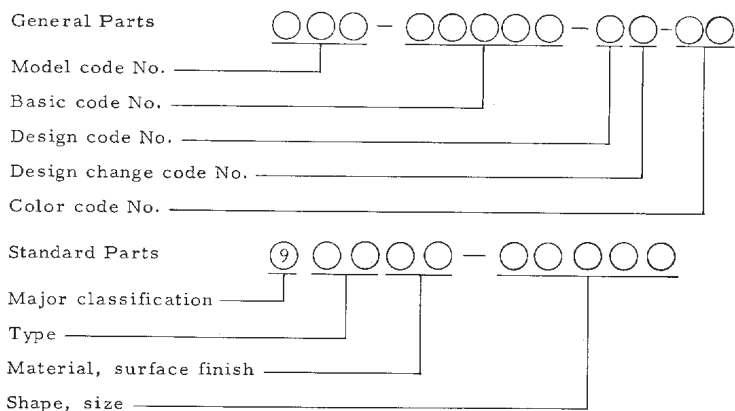 General Parts ○○○-○○○○○-○○-○○
Model code No.
Basic code No.
Design code No.
Design change code No.
Color code No.
Standard Parts ⑨○○○○-○○○○○
Major classification
Type
Material, surface finish
Shape, size